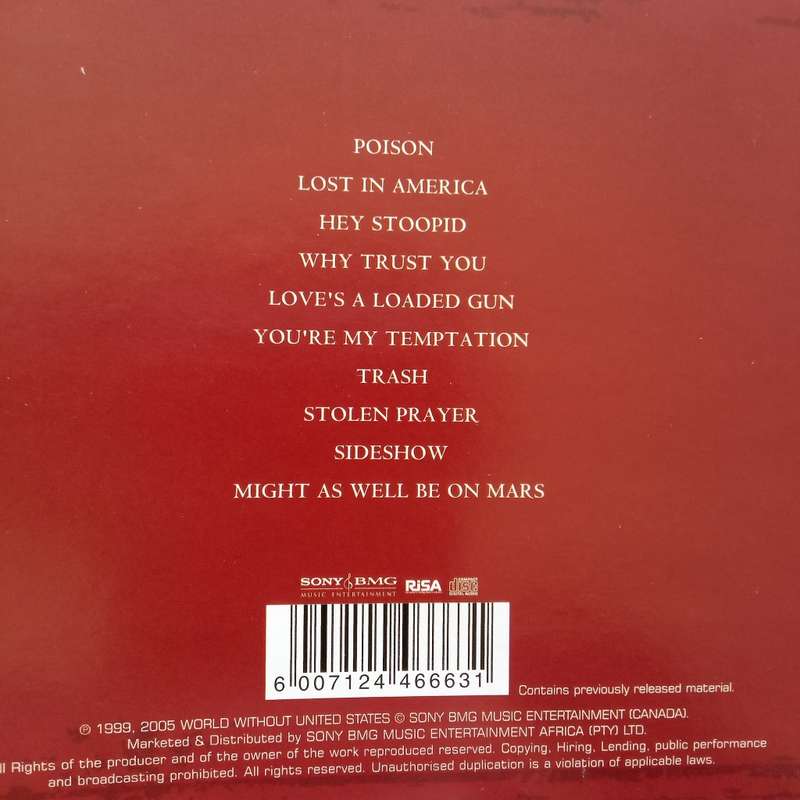 POISON
LOST IN AMERICA
HEY STOOPID
WHY TRUST YOU
LOVE'S A LOADED GUN
YOU'RE MY TEMPTATION
TRASH
STOLEN PRAYER
SIDESHOW
MIGHT AS WELL BE ON MARS
SONY BMG RiSA COMPACT disc
MUSIC ENTERTAINMENT DIGITAL AUDIO
6 007124 466631
Contains previously released material.
℗ 1999, 2005 WORLD WITHOUT UNITED STATES © SONY BMG MUSIC ENTERTAINMENT (CANADA).
Marketed & Distributed by SONY BMG MUSIC ENTERTAINMENT AFRICA (PTY) LTD.
ll Rights of the producer and of the owner of the work reproduced reserved. Copying, Hiring, Lending, public performance
and broadcasting prohibited. All rights reserved. Unauthorised duplication is a violation of applicable laws.